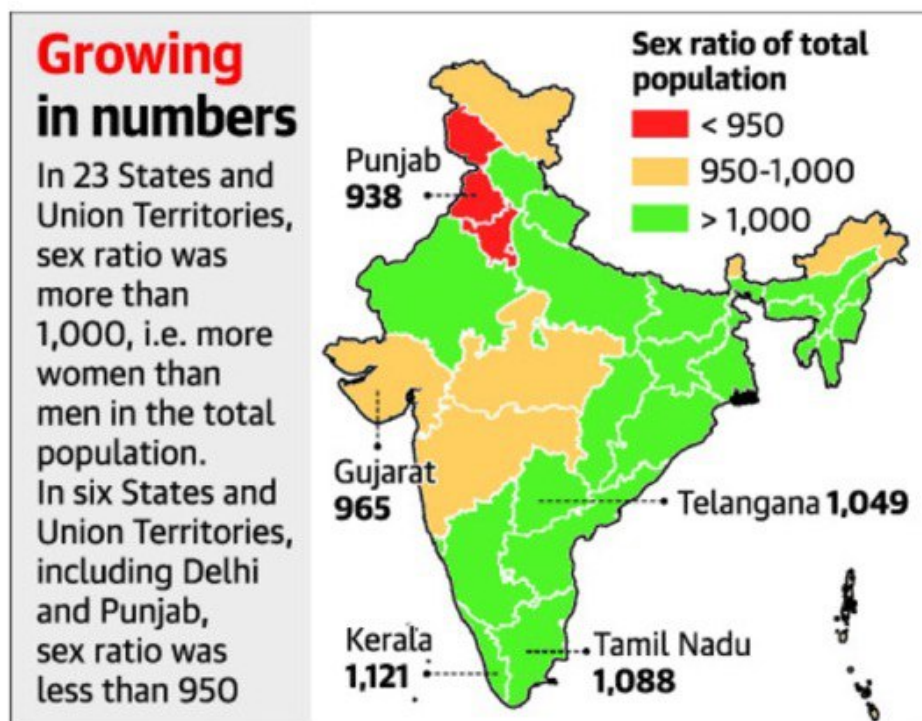 Growing
in numbers
In 23 States and
Union Territories,
sex ratio was
more than
1,000, i.e. more
women than
men in the total
population.
In six States and
Union Territories,
including Delhi
and Punjab,
sex ratio was
less than 950
Sex ratio of total
population
< 950
950-1,000
> 1,000
Punjab
938
Gujarat
965
Telangana 1,049
Kerala
1,121
Tamil Nadu
1,088